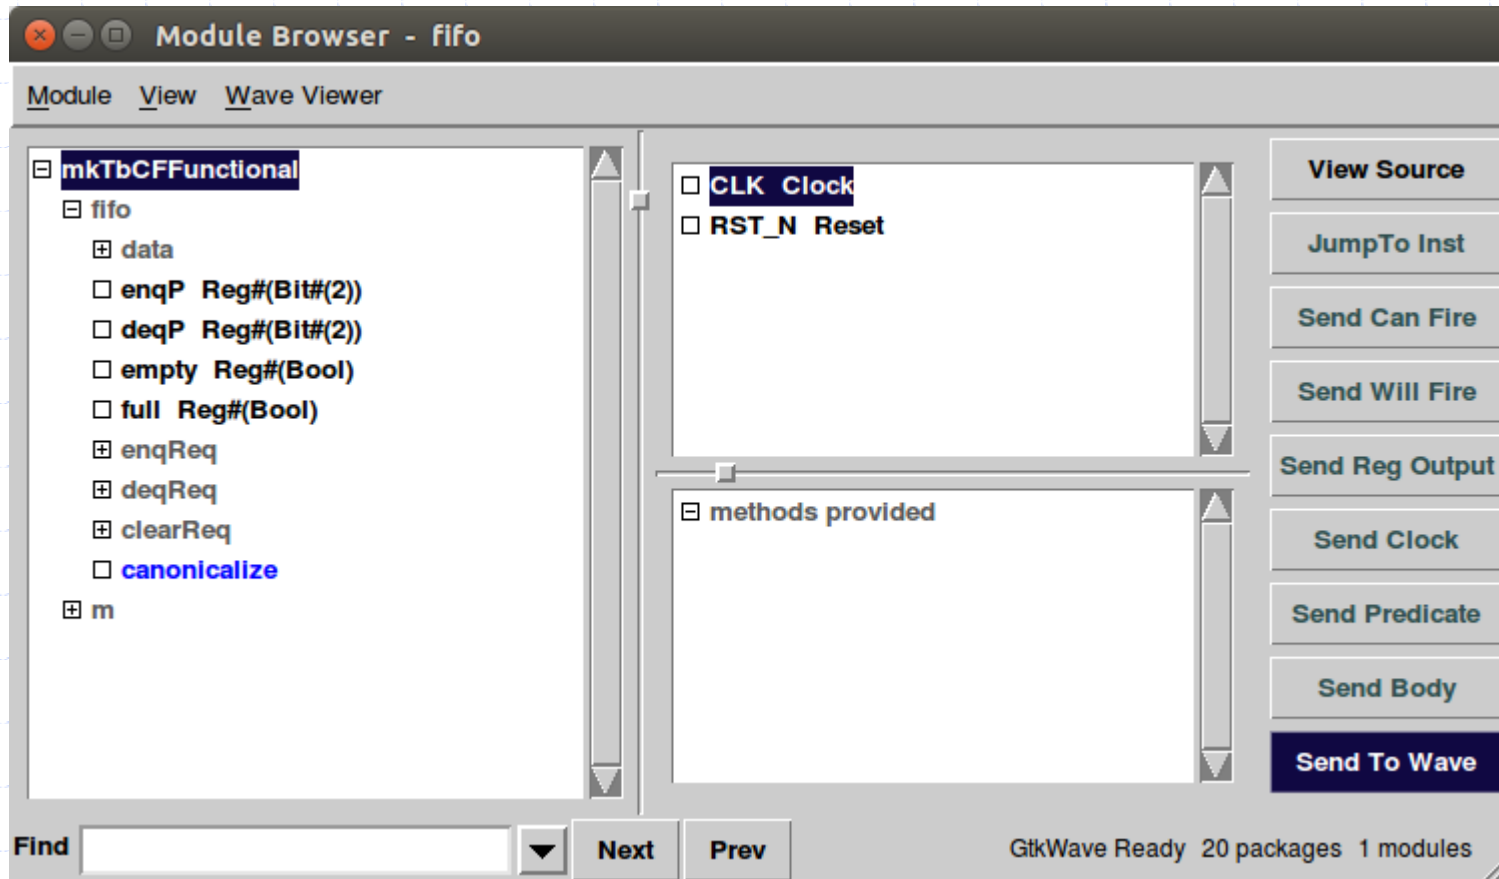 Module Browser - fifo
Module View Wave Viewer
mkTbCFFunctional
fifo
data
enqP Reg#(Bit#(2))
deqP Reg#(Bit#(2))
empty Reg#(Bool)
full Reg#(Bool)
enqReq
deqReq
clearReq
canonicalize
m
CLK Clock
RST_N Reset
methods provided
View Source
JumpTo Inst
Send Can Fire
Send Will Fire
Send Reg Output
Send Clock
Send Predicate
Send Body
Send To Wave
Find Next Prev GtkWave Ready 20 packages 1 modules